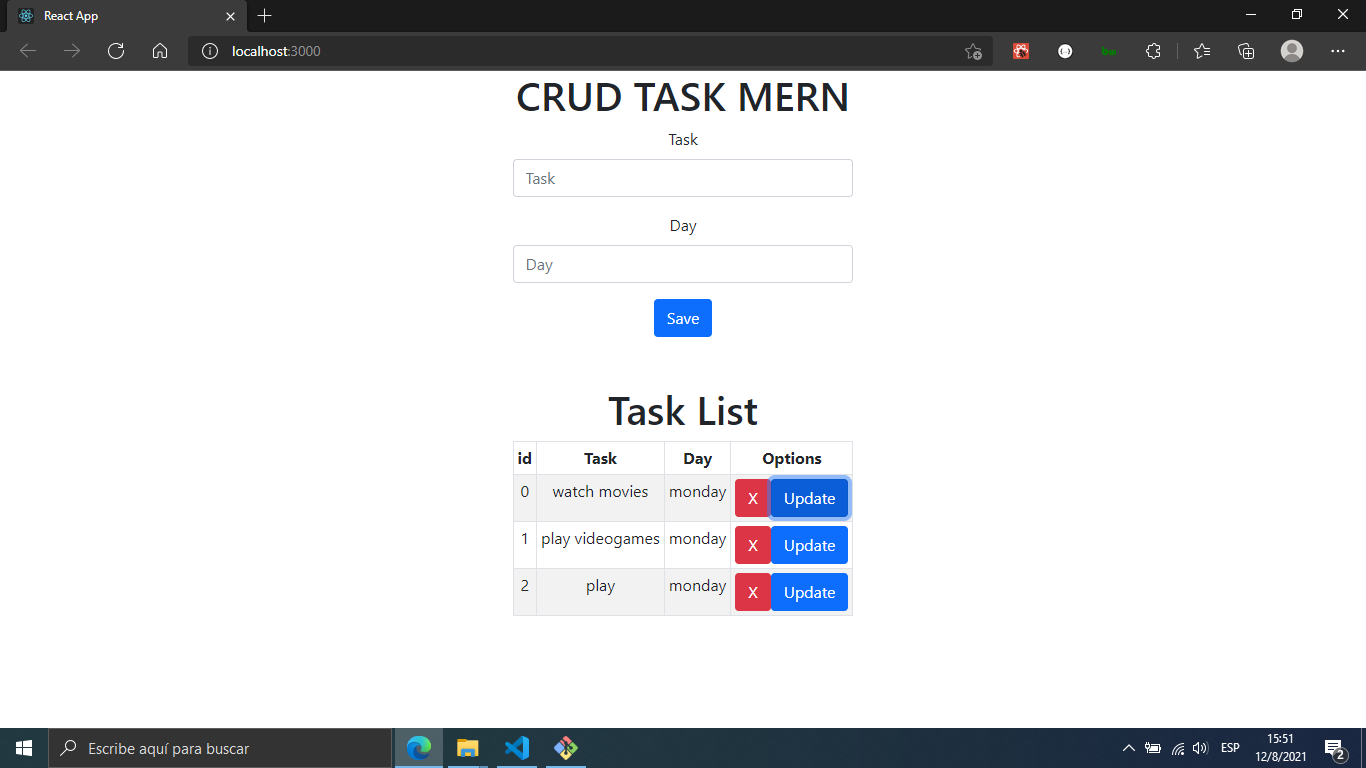 React App
localhost:3000
CRUD TASK MERN
Task
Task
Day
Day
Save
Task List
id Task Day Options
0 watch movies monday X Update
1 play videogames monday X Update
2 play monday X Update
Escribe aquí para buscar
ESP
15:51
12/8/2021
2